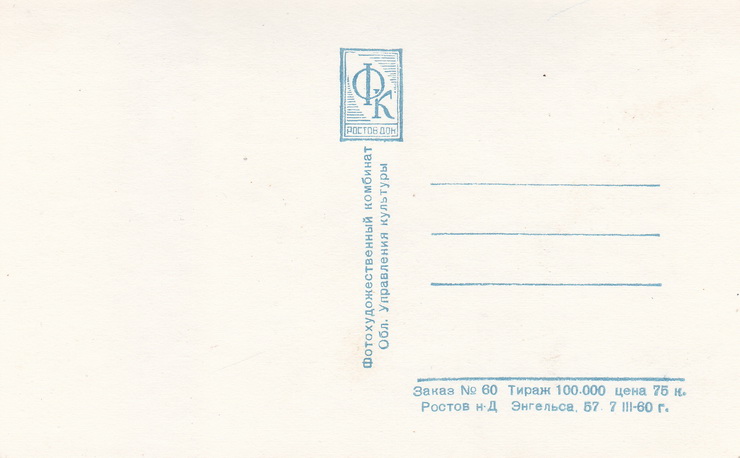 ФК
РОСТОВ ДОН
Фотохудожественный комбинат
Обл. Управления культуры
Заказ № 60 Тираж 100.000 цена 75 к.
Ростов н-Д Энгельса, 57. 7 III-60 г.